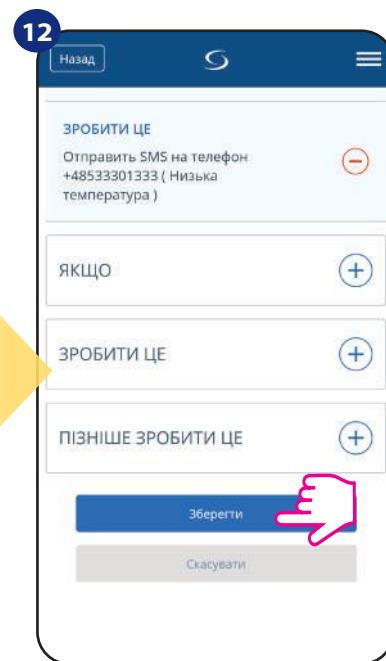 12
Назад
ЗРОБИТИ ЦЕ
Отправить SMS на телефон
+48533301333 ( Низька
температура )
ЯКЩО
ЗРОБИТИ ЦЕ
ПІЗНІШЕ ЗРОБИТИ ЦЕ
Зберегти
Скасувати